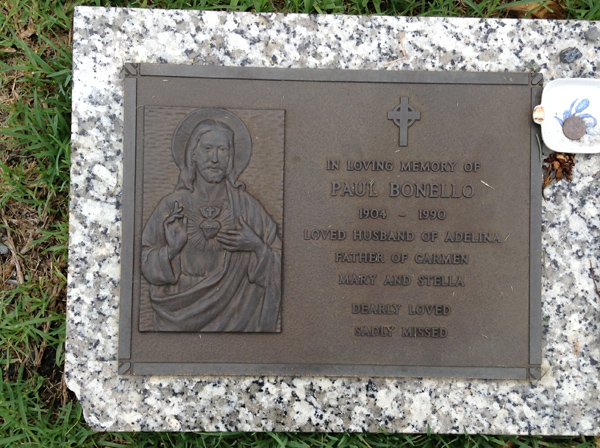 IN LOVING MEMORY OF
PAUL BONELLO
1904 - 1990
LOVED HUSBAND OF ADELINA
FATHER OF CARMEN
MARY AND STELLA
DEARLY LOVED
SADLY MISSED